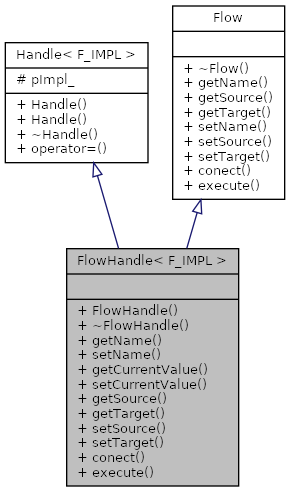 Handle< F_IMPL >
# pImpl_
+ Handle()
+ Handle()
+ ~Handle()
+ operator=()
Flow
+ ~Flow()
+ getName()
+ getSource()
+ getTarget()
+ setName()
+ setSource()
+ setTarget()
+ conect()
+ execute()
FlowHandle< F_IMPL >
+ FlowHandle()
+ ~FlowHandle()
+ getName()
+ setName()
+ getCurrentValue()
+ setCurrentValue()
+ getSource()
+ getTarget()
+ setSource()
+ setTarget()
+ conect()
+ execute()